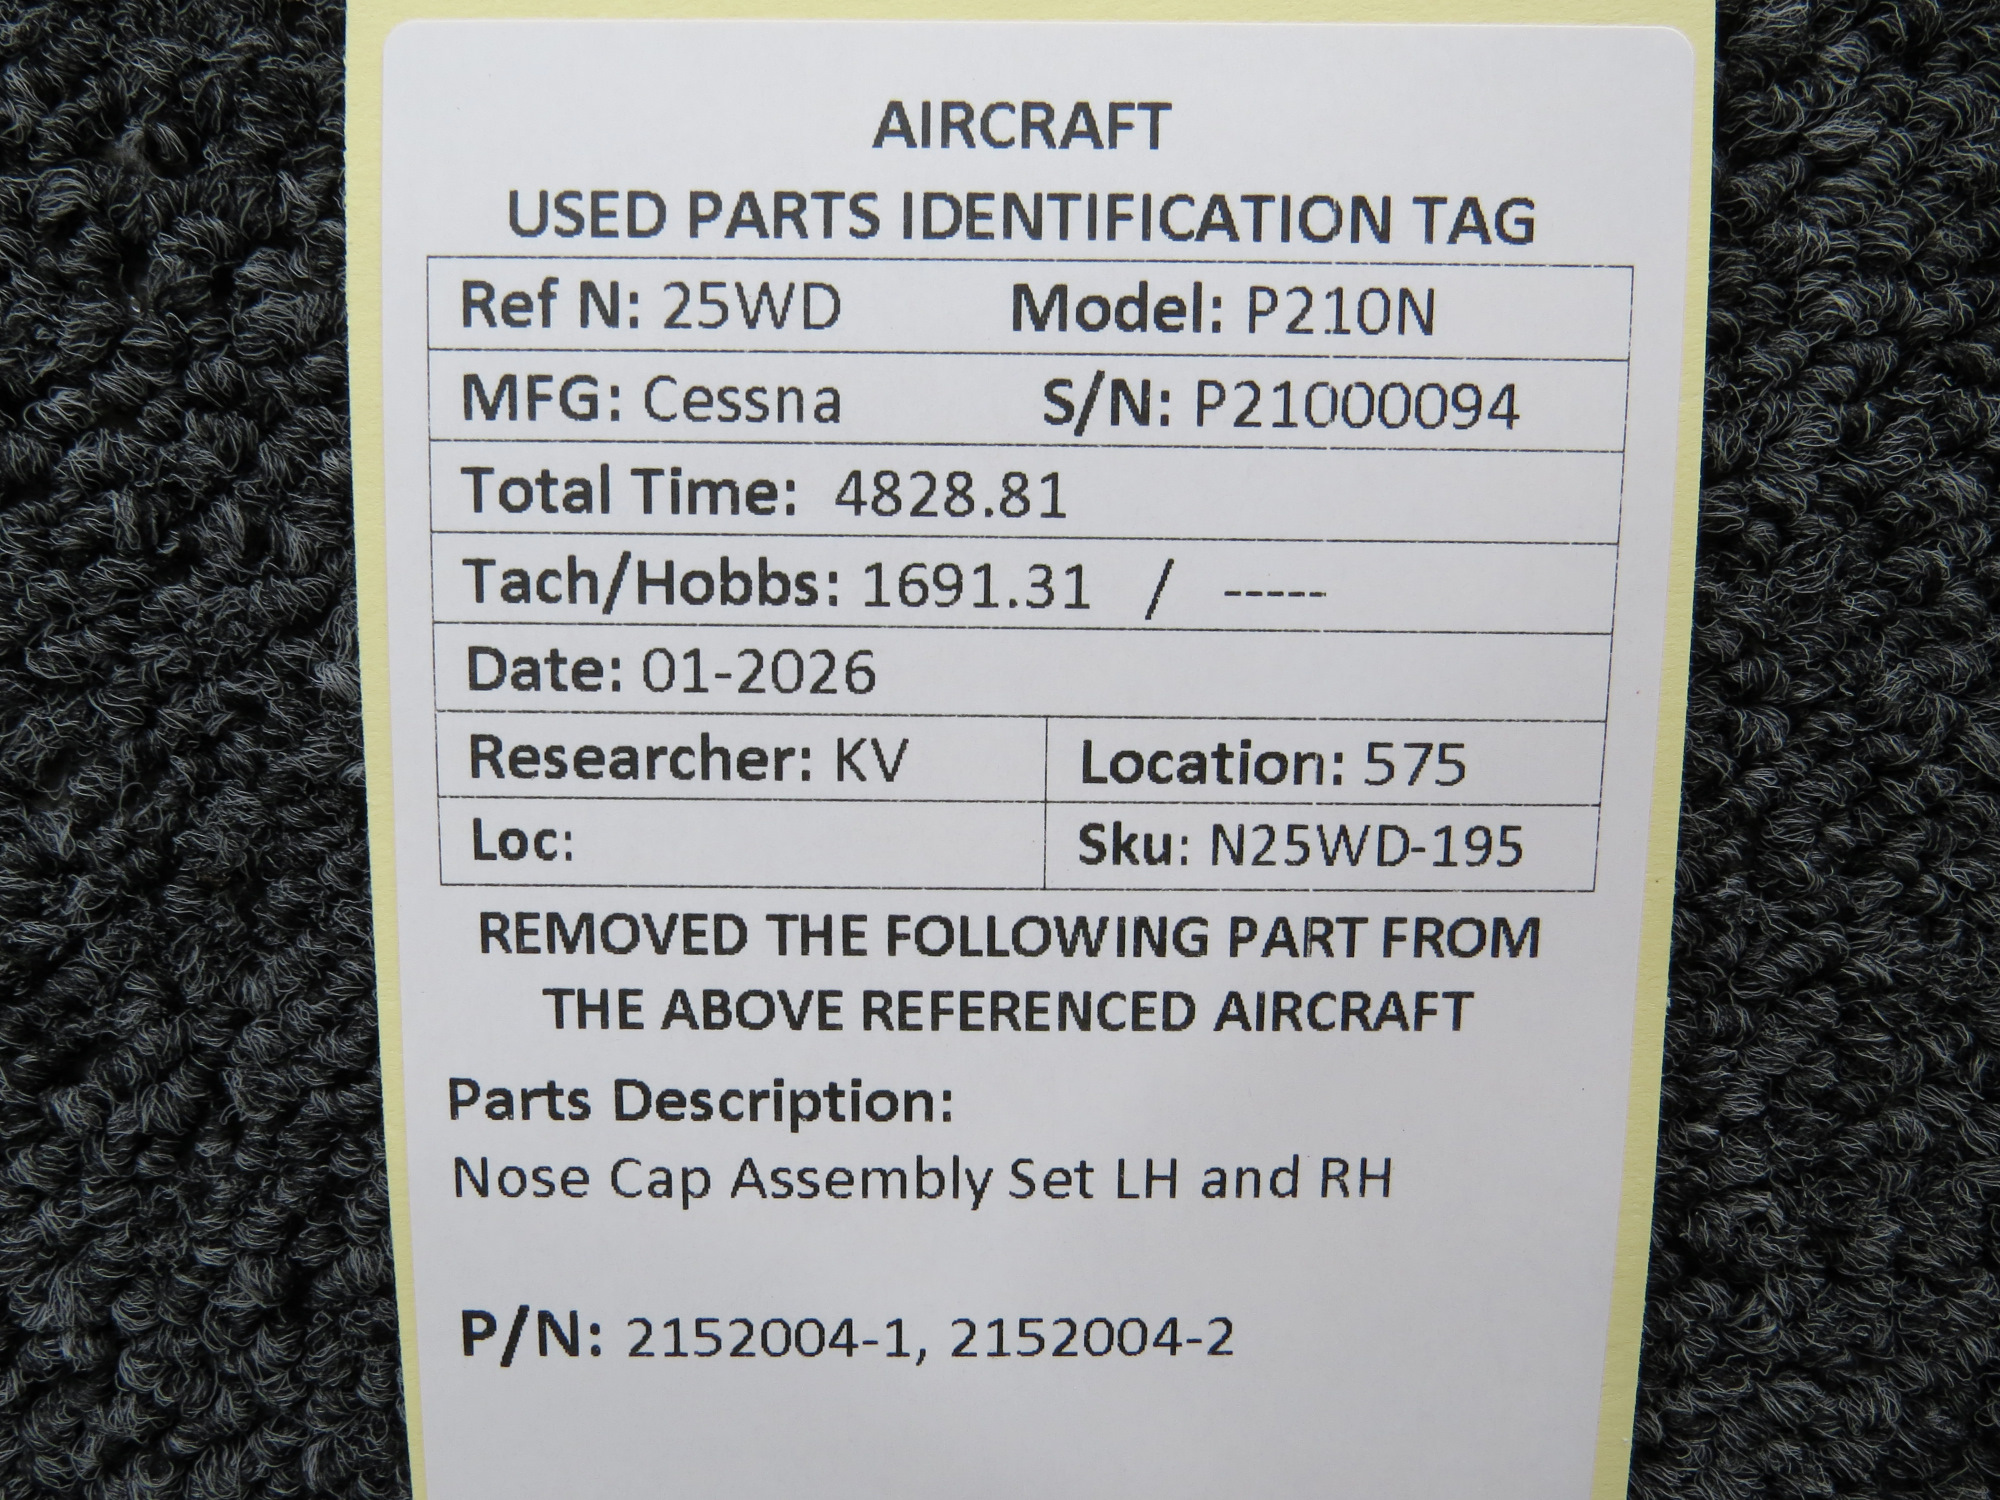 AIRCRAFT
USED PARTS IDENTIFICATION TAG
Ref N: 25WD Model: P210N
MFG: Cessna S/N: P21000094
Total Time: 4828.81
Tach/Hobbs: 1691.31 / -----
Date: 01-2026
Researcher: KV Location: 575
Loc: Sku: N25WD-195
REMOVED THE FOLLOWING PART FROM
THE ABOVE REFERENCED AIRCRAFT
Parts Description:
Nose Cap Assembly Set LH and RH
P/N: 2152004-1, 2152004-2